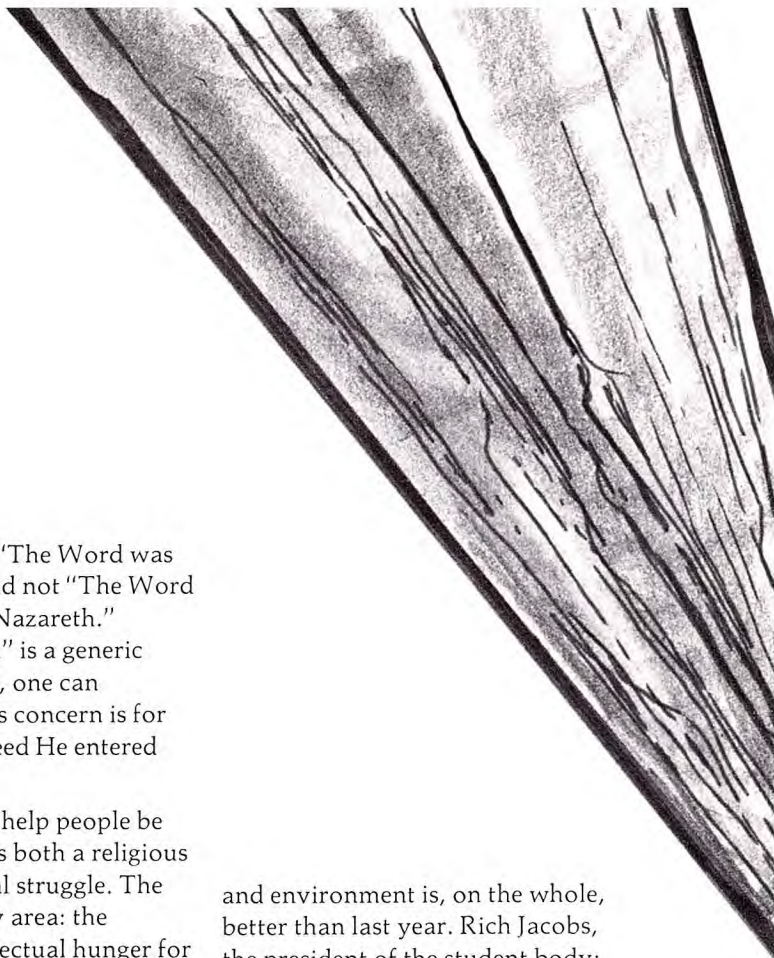 "The Word was
d not "The Word
Nazareth."
" is a generic
, one can
s concern is for
eed He entered
help people be
s both a religious
al struggle. The
area: the
ectual hunger for
and environment is, on the whole,
better than last year. Rich Jacobs,
the president of the student body: